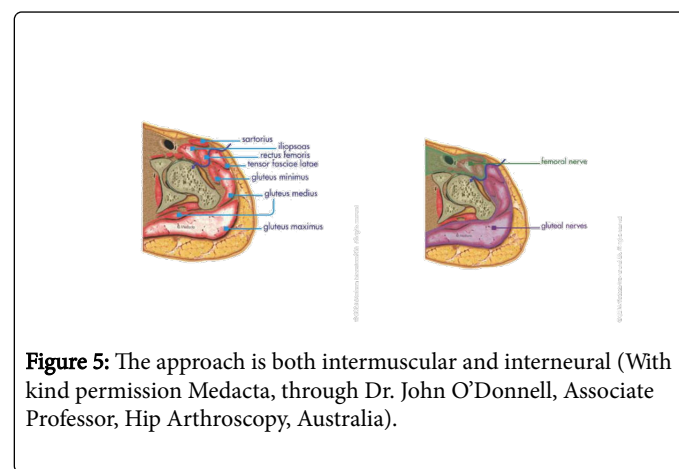 sartorius
iliopsoas
rectus femoris
tensor fasciae latae
gluteus minimus
gluteus medius
gluteus maximus
femoral nerve
gluteal nerves
Figure 5: The approach is both intermuscular and interneural (With
kind permission Medacta, through Dr. John O'Donnell, Associate
Professor, Hip Arthroscopy, Australia).